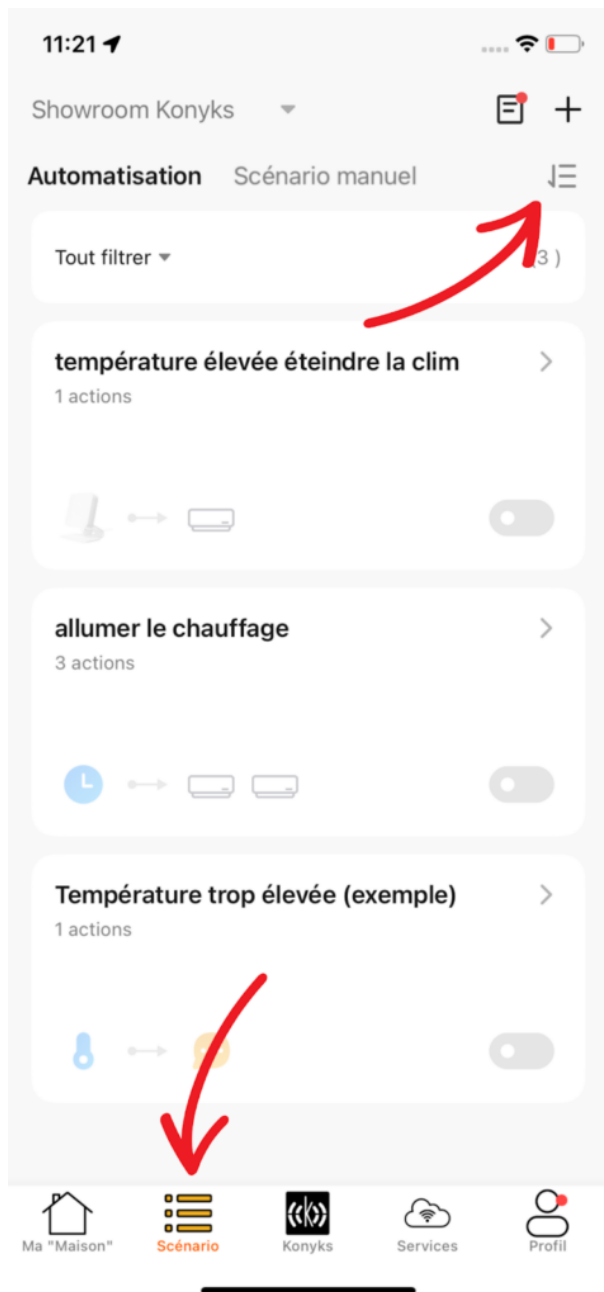 11:21
Showroom Konyks
Automatisation Scénario manuel
Tout filtrer
3 )
température élevée éteindre la clim
1 actions
allumer le chauffage
3 actions
Température trop élevée (exemple)
1 actions
Ma "Maison" Scénario Konyks Services Profil